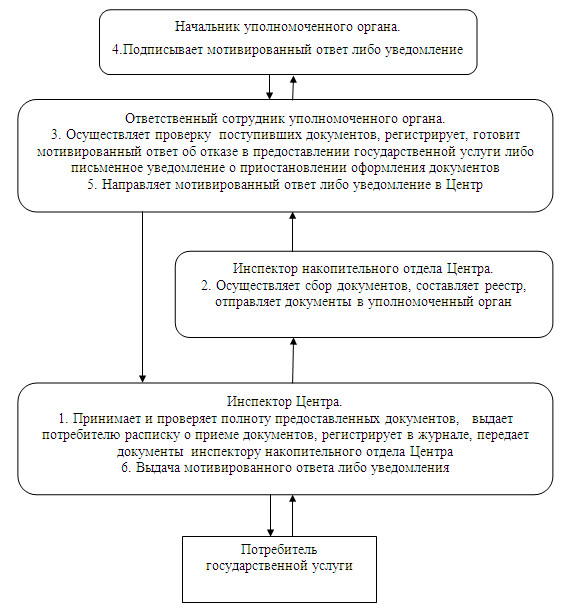 Начальник уполномоченного органа.
4.Подписывает мотивированный ответ либо уведомление
Ответственный сотрудник уполномоченного органа.
3. Осуществляет проверку поступивших документов, регистрирует, готовит
мотивированный ответ об отказе в предоставлении государственной услуги либо
письменное уведомление о приостановлении оформления документов
5. Направляет мотивированный ответ либо уведомление в Центр
Инспектор накопительного отдела Центра.
2. Осуществляет сбор документов, составляет реестр,
отправляет документы в уполномоченный орган
Инспектор Центра.
1. Принимает и проверяет полноту предоставленных документов, выдает
потребителю расписку о приеме документов, регистрирует в журнале, передает
документы инспектору накопительного отдела Центра
6. Выдача мотивированного ответа либо уведомления
Потребитель
государственной услуги